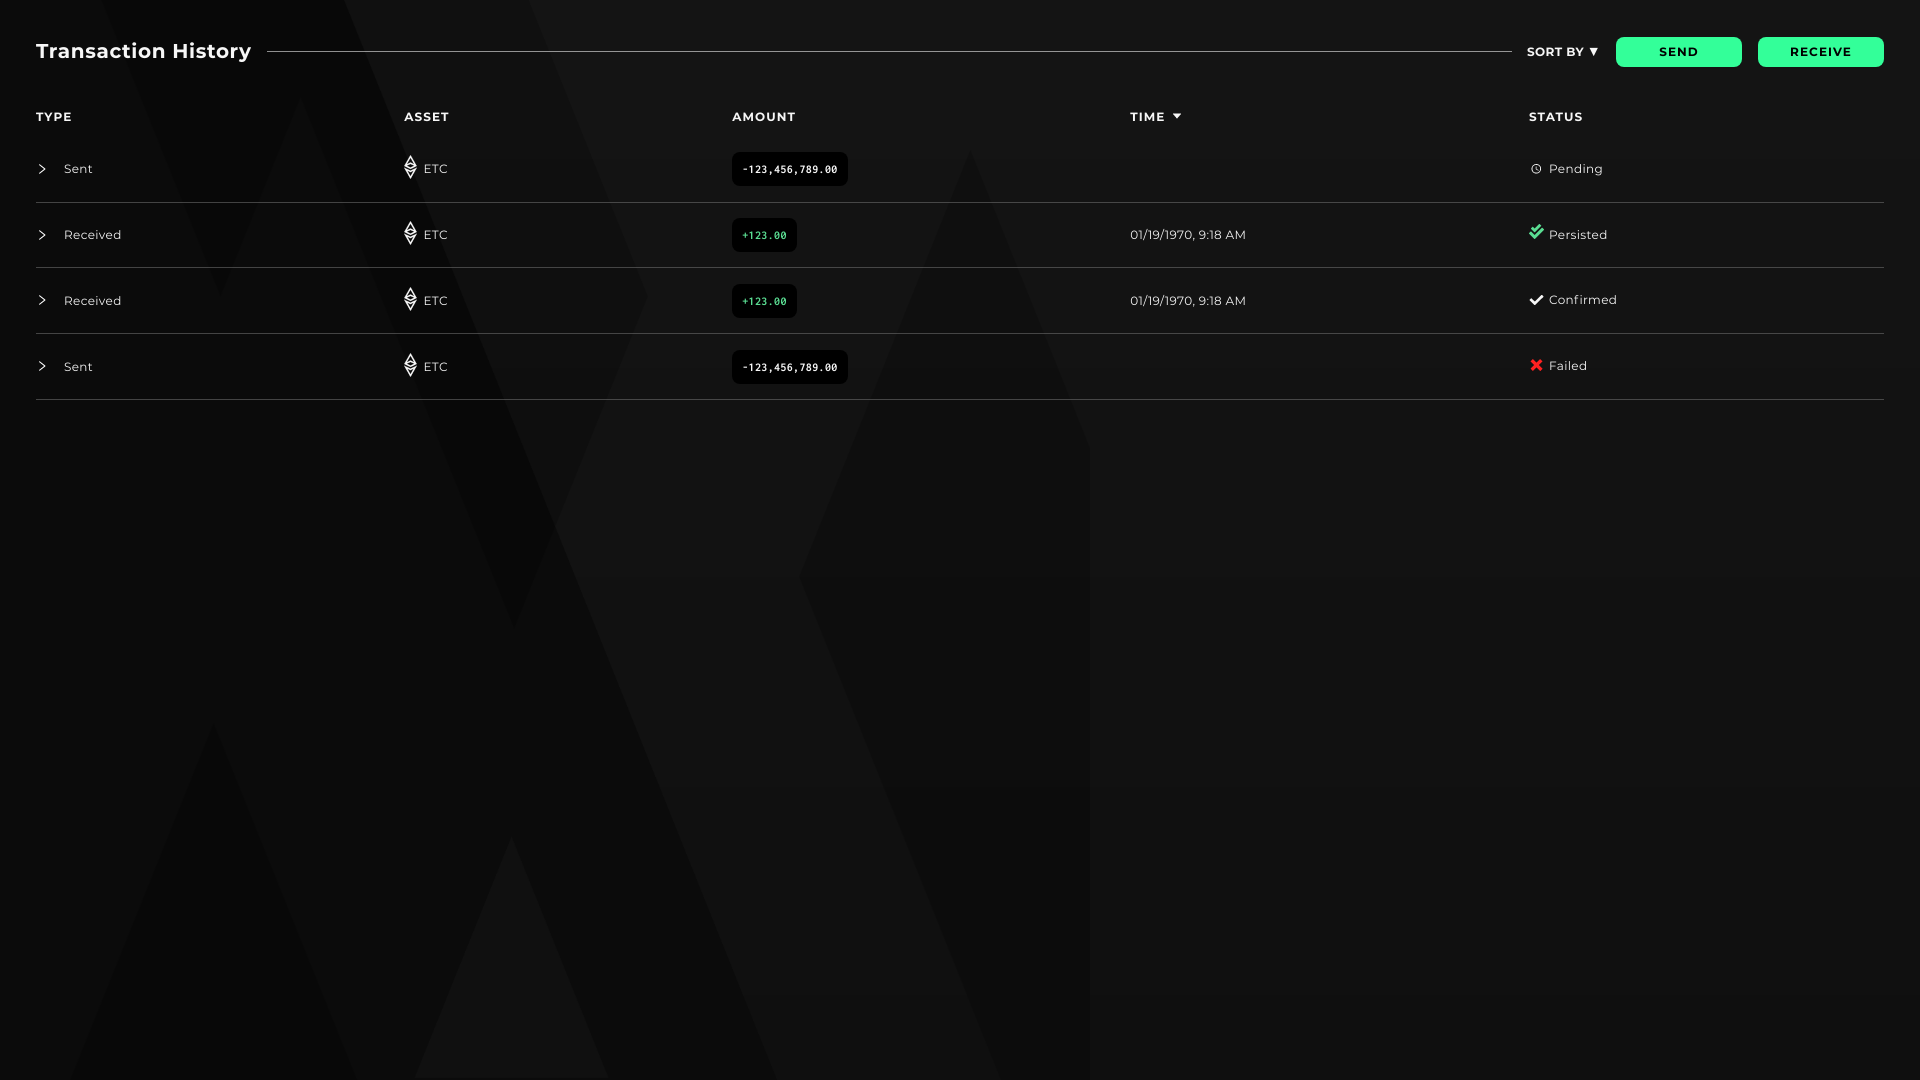 Transaction History SORT BY ▼ SEND RECEIVE
TYPE ASSET AMOUNT TIME STATUS
Sent ETC -123,456,789.00 Pending
Received ETC +123.00 01/19/1970, 9:18 AM Persisted
Received ETC +123.00 01/19/1970, 9:18 AM Confirmed
Sent ETC -123,456,789.00 Failed